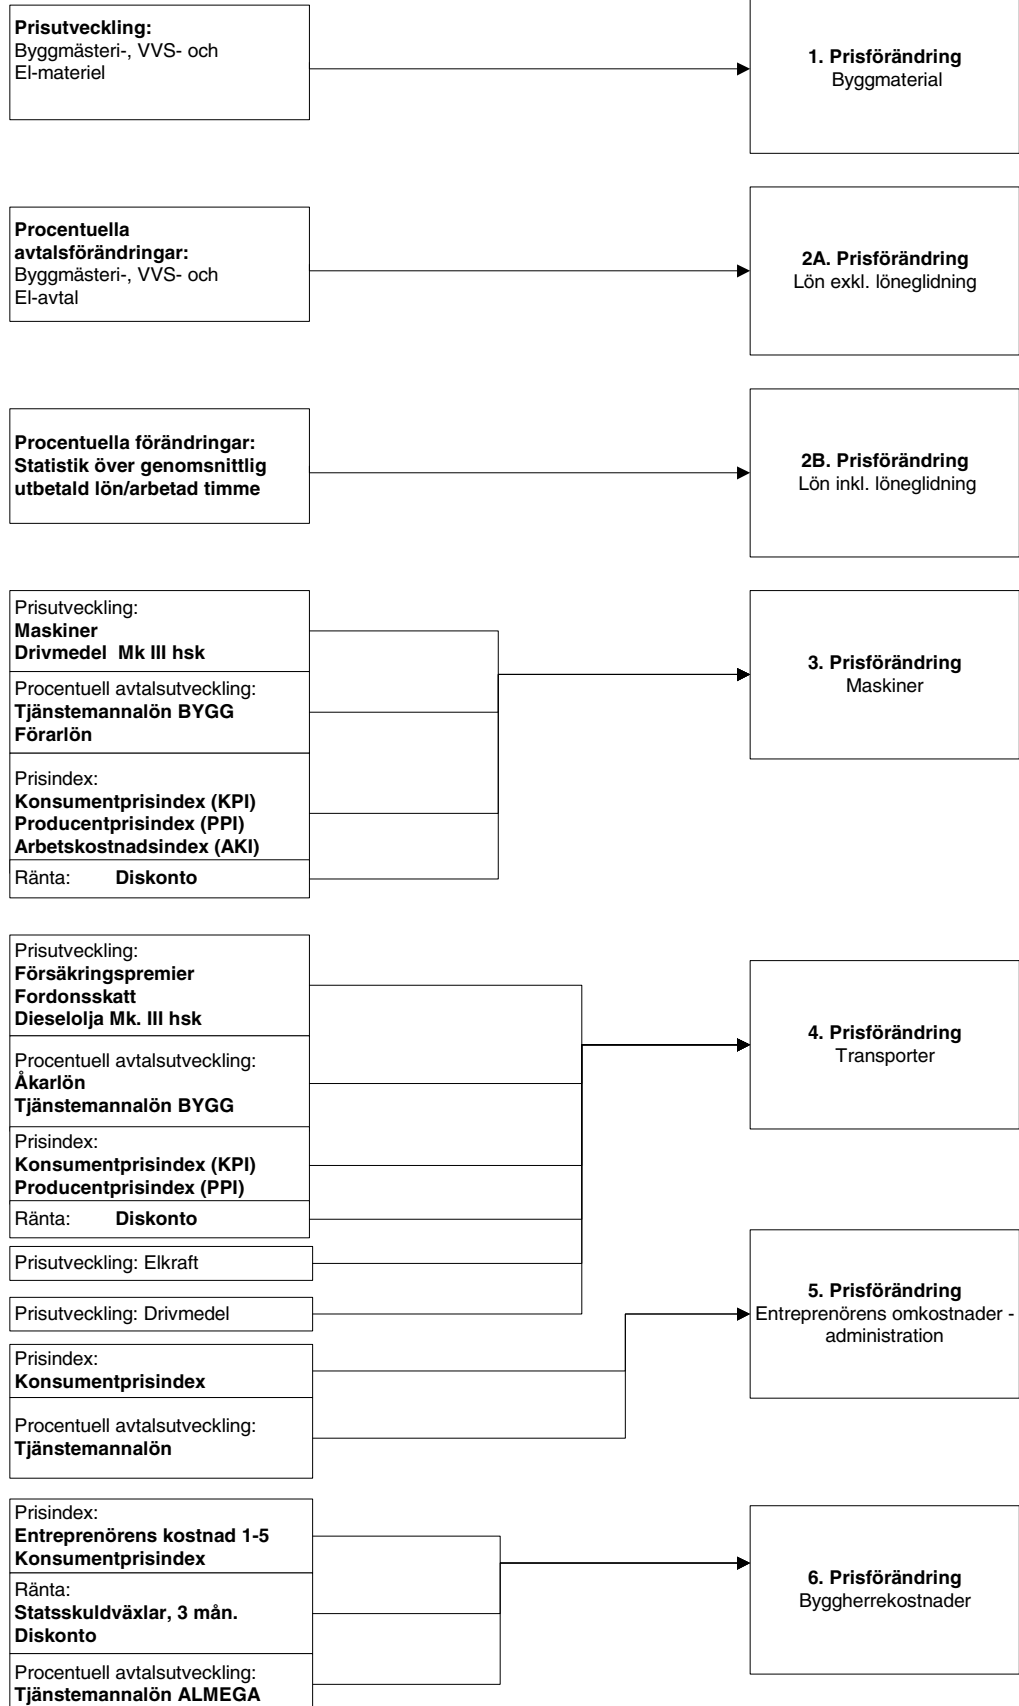 Prisutveckling:
Byggmästeri-, VVS- och
El-materiel
1. Prisförändring
Byggmaterial
Procentuella
avtalsförändringar:
Byggmästeri-, VVS- och
El-avtal
2A. Prisförändring
Lön exkl. löneglidning
Procentuella förändringar:
Statistik över genomsnittlig
utbetald lön/arbetad timme
2B. Prisförändring
Lön inkl. löneglidning
Prisutveckling:
Maskiner
Drivmedel Mk III hsk
Procentuell avtalsutveckling:
Tjänstemannalön BYGG
Förarlön
Prisindex:
Konsumentprisindex (KPI)
Producentprisindex (PPI)
Arbetskostnadsindex (AKI)
Ränta: Diskonto
3. Prisförändring
Maskiner
Prisutveckling:
Försäkringspremier
Fordonsskatt
Dieselolja Mk. III hsk
Procentuell avtalsutveckling:
Åkarlön
Tjänstemannalön BYGG
Prisindex:
Konsumentprisindex (KPI)
Producentprisindex (PPI)
Ränta: Diskonto
Prisutveckling: Elkraft
Prisutveckling: Drivmedel
4. Prisförändring
Transporter
Prisindex:
Konsumentprisindex
Procentuell avtalsutveckling:
Tjänstemannalön
5. Prisförändring
Entreprenörens omkostnader -
administration
Prisindex:
Entreprenörens kostnad 1-5
Konsumentprisindex
Ränta:
Statsskuldväxlar, 3 mån.
Diskonto
Procentuell avtalsutveckling:
Tjänstemannalön ALMEGA
6. Prisförändring
Byggherrekostnader